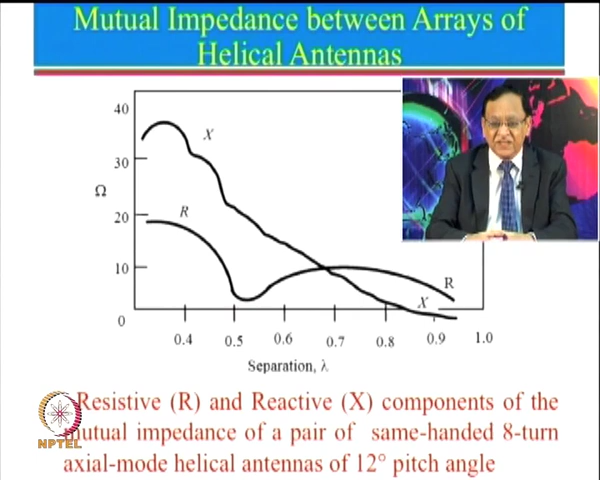 Mutual Impedance between Arrays of
Helical Antennas
40
30
Ω
20
10
0
X
R
R
X
0.4 0.5 0.6 0.7 0.8 0.9 1.0
Separation, λ
Resistive (R) and Reactive (X) components of the
mutual impedance of a pair of same-handed 8-turn
axial-mode helical antennas of 12° pitch angle
NPTEL